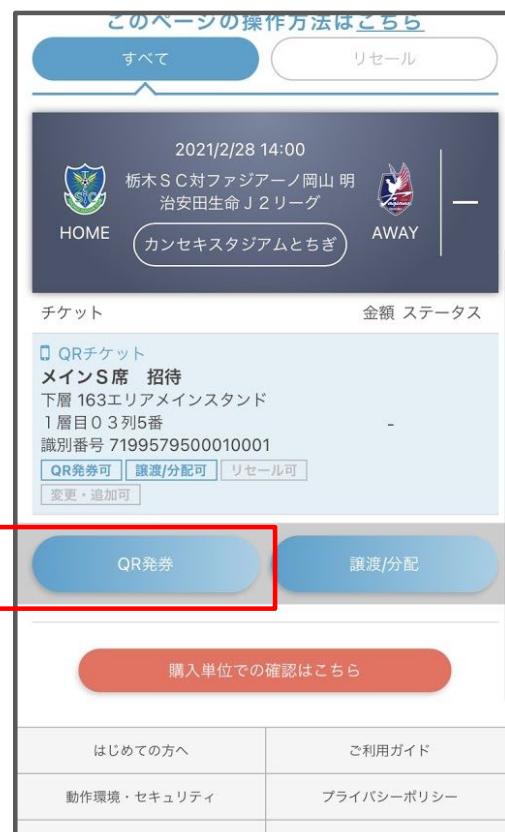 このページの操作方法はこちら
すべて
リセール
2021/2/28 14:00
栃木ＳＣ対ファジアーノ岡山 明
治安田生命Ｊ２リーグ
HOME
カンセキスタジアムとちぎ
AWAY
チケット
金額 ステータス
QRチケット
メインＳ席　招待
下層 163エリアメインスタンド
１層目０３列5番
-
識別番号 7199579500010001
QR発券可 譲渡/分配可 リセール可
変更・追加可
QR発券
譲渡/分配
購入単位での確認はこちら
はじめての方へ
ご利用ガイド
動作環境・セキュリティ
プライバシーポリシー